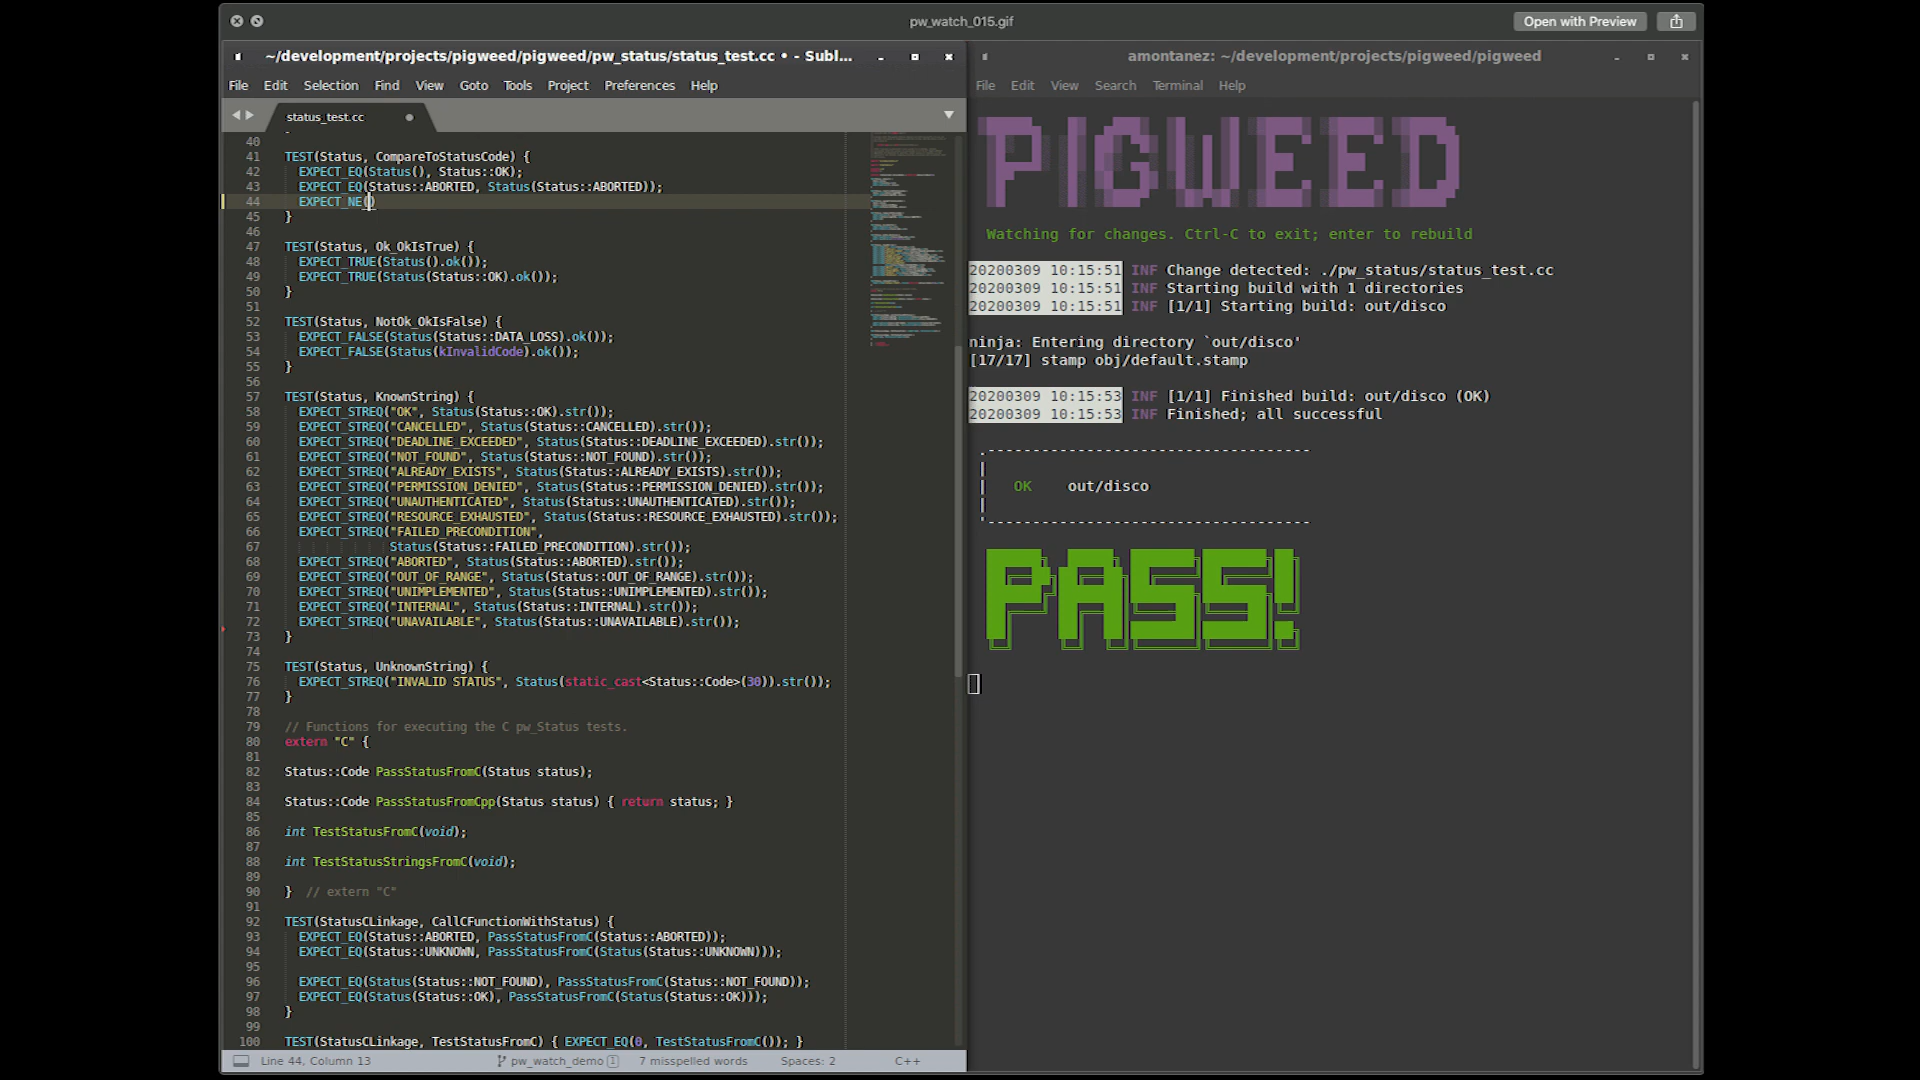 pw_watch_015.gif
Open with Preview
~/development/projects/pigweed/pigweed/pw_status/status_test.cc • - Subl...
File Edit Selection Find View Goto Tools Project Preferences Help
status_test.cc
40
41 TEST(Status, CompareToStatusCode) {
42 EXPECT_EQ(Status(), Status::OK);
43 EXPECT_EQ(Status::ABORTED, Status(Status::ABORTED));
44 EXPECT_NE()
45 }
46
47 TEST(Status, Ok_OkIsTrue) {
48 EXPECT_TRUE(Status().ok());
49 EXPECT_TRUE(Status(Status::OK).ok());
50 }
51
52 TEST(Status, NotOk_OkIsFalse) {
53 EXPECT_FALSE(Status(Status::DATA_LOSS).ok());
54 EXPECT_FALSE(Status(kInvalidCode).ok());
55 }
56
57 TEST(Status, KnownString) {
58 EXPECT_STREQ("OK", Status(Status::OK).str());
59 EXPECT_STREQ("CANCELLED", Status(Status::CANCELLED).str());
60 EXPECT_STREQ("DEADLINE_EXCEEDED", Status(Status::DEADLINE_EXCEEDED).str());
61 EXPECT_STREQ("NOT_FOUND", Status(Status::NOT_FOUND).str());
62 EXPECT_STREQ("ALREADY_EXISTS", Status(Status::ALREADY_EXISTS).str());
63 EXPECT_STREQ("PERMISSION_DENIED", Status(Status::PERMISSION_DENIED).str());
64 EXPECT_STREQ("UNAUTHENTICATED", Status(Status::UNAUTHENTICATED).str());
65 EXPECT_STREQ("RESOURCE_EXHAUSTED", Status(Status::RESOURCE_EXHAUSTED).str());
66 EXPECT_STREQ("FAILED_PRECONDITION",
67 Status(Status::FAILED_PRECONDITION).str());
68 EXPECT_STREQ("ABORTED", Status(Status::ABORTED).str());
69 EXPECT_STREQ("OUT_OF_RANGE", Status(Status::OUT_OF_RANGE).str());
70 EXPECT_STREQ("UNIMPLEMENTED", Status(Status::UNIMPLEMENTED).str());
71 EXPECT_STREQ("INTERNAL", Status(Status::INTERNAL).str());
72 EXPECT_STREQ("UNAVAILABLE", Status(Status::UNAVAILABLE).str());
73 }
74
75 TEST(Status, UnknownString) {
76 EXPECT_STREQ("INVALID STATUS", Status(static_cast<Status::Code>(30)).str());
77 }
78
79 // Functions for executing the C pw_Status tests.
80 extern "C" {
81
82 Status::Code PassStatusFromC(Status status);
83
84 Status::Code PassStatusFromCpp(Status status) { return status; }
85
86 int TestStatusFromC(void);
87
88 int TestStatusStringsFromC(void);
89
90 } // extern "C"
91
92 TEST(StatusCLinkage, CallCFunctionWithStatus) {
93 EXPECT_EQ(Status::ABORTED, PassStatusFromC(Status::ABORTED));
94 EXPECT_EQ(Status::UNKNOWN, PassStatusFromC(Status(Status::UNKNOWN)));
95
96 EXPECT_EQ(Status(Status::NOT_FOUND), PassStatusFromC(Status::NOT_FOUND));
97 EXPECT_EQ(Status(Status::OK), PassStatusFromC(Status(Status::OK)));
98 }
99
100 TEST(StatusCLinkage, TestStatusFromC) { EXPECT_EQ(0, TestStatusFromC()); }
Line 44, Column 13 pw_watch_demo 1 7 misspelled words Spaces: 2 C++
amontanez: ~/development/projects/pigweed/pigweed
File Edit View Search Terminal Help
PIGWEED
Watching for changes. Ctrl-C to exit; enter to rebuild
20200309 10:15:51 INF Change detected: ./pw_status/status_test.cc
20200309 10:15:51 INF Starting build with 1 directories
20200309 10:15:51 INF [1/1] Starting build: out/disco
ninja: Entering directory `out/disco'
[17/17] stamp obj/default.stamp
20200309 10:15:53 INF [1/1] Finished build: out/disco (OK)
20200309 10:15:53 INF Finished; all successful
OK out/disco
PASS!